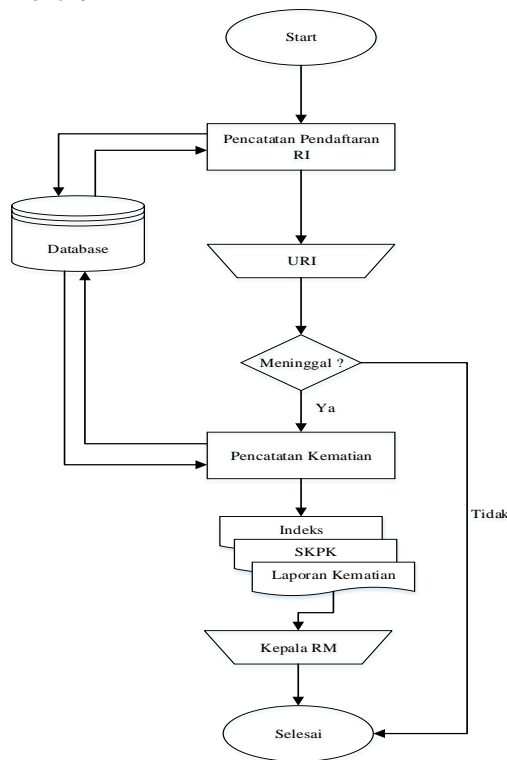 Start
Pencatatan Pendaftaran
RI
Database
URI
Meninggal ?
Ya
Pencatatan Kematian
Tidak
Indeks
SKPK
Laporan Kematian
Kepala RM
Selesai